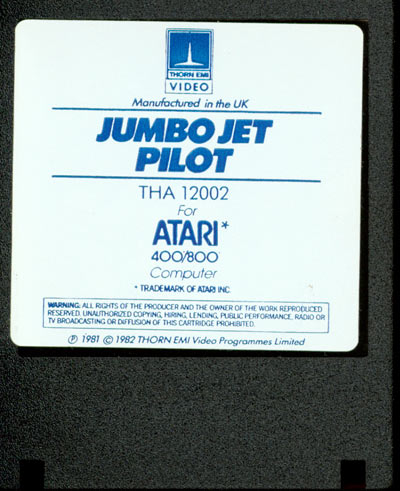 THORN EMI
VIDEO
Manufactured in the UK
JUMBO JET
PILOT
THA 12002
For
ATARI*
400/800
Computer
* TRADEMARK OF ATARI INC.
WARNING: ALL RIGHTS OF THE PRODUCER AND THE OWNER OF THE WORK REPRODUCED
RESERVED. UNAUTHORIZED COPYING, HIRING, LENDING, PUBLIC PERFORMANCE, RADIO OR
TV BROADCASTING OR DIFFUSION OF THIS CARTRIDGE PROHIBITED.
Ⓟ 1981 © 1982 THORN EMI Video Programmes Limited